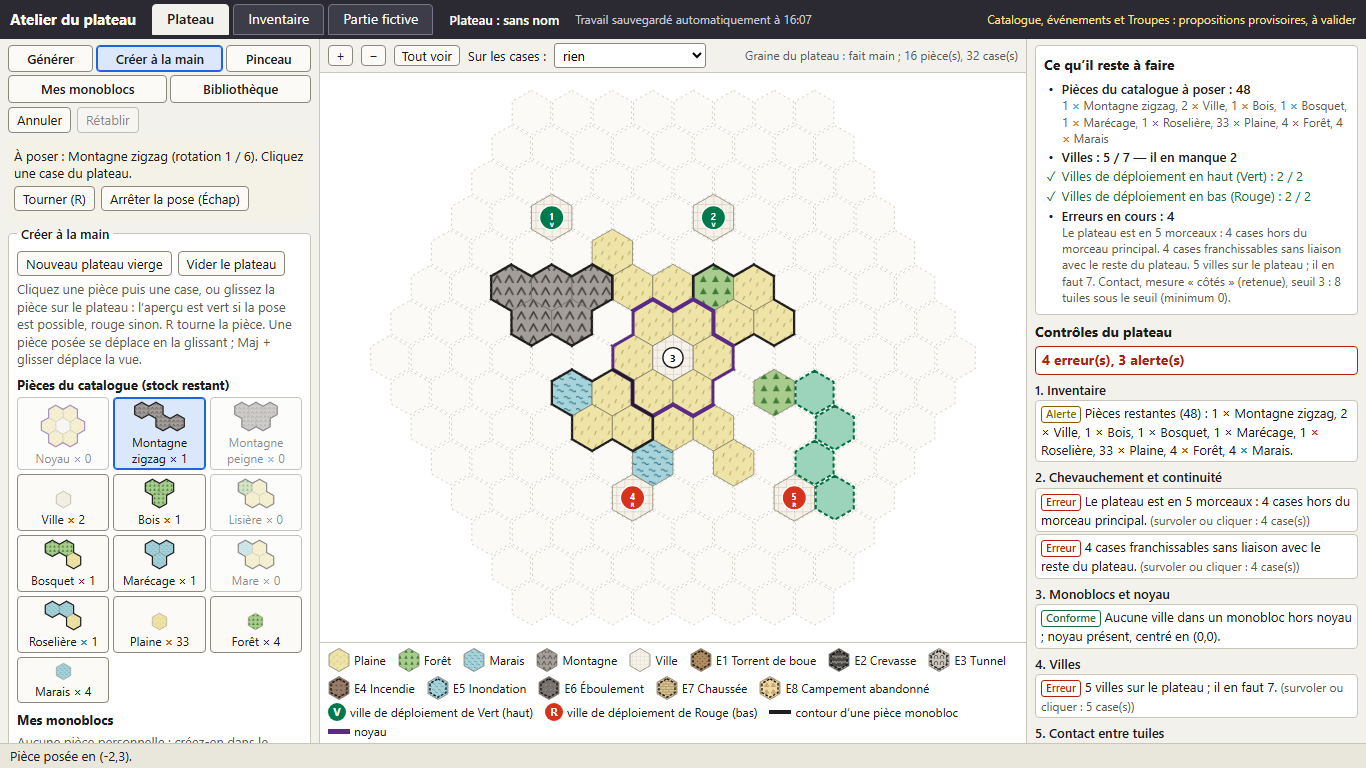 Atelier du plateau
Plateau
Inventaire
Partie fictive
Plateau : sans nom
Travail sauvegardé automatiquement à 16:07
Catalogue, événements et Troupes : propositions provisoires, à valider
Générer
Créer à la main
Pinceau
Mes monoblocs
Bibliothèque
Annuler
Rétablir
À poser : Montagne zigzag (rotation 1 / 6). Cliquez
une case du plateau.
Tourner (R)
Arrêter la pose (Échap)
Créer à la main
Nouveau plateau vierge
Vider le plateau
Cliquez une pièce puis une case, ou glissez la
pièce sur le plateau : l’aperçu est vert si la pose
est possible, rouge sinon. R tourne la pièce. Une
pièce posée se déplace en la glissant ; Maj +
glisser déplace la vue.
Pièces du catalogue (stock restant)
Noyau × 0
Montagne
zigzag × 1
Montagne
peigne × 0
Ville × 2
Bois × 1
Lisière × 0
Bosquet × 1
Marécage × 1
Mare × 0
Roselière × 1
Plaine × 33
Forêt × 4
Marais × 4
Mes monoblocs
Aucune pièce personnelle : créez-en dans le
Pièce posée en (-2,3).
+
−
Tout voir
Sur les cases :
rien
Graine du plateau : fait main ; 16 pièce(s), 32 case(s)
1
V
2
V
3
4
R
5
R
Plaine
Forêt
Marais
Montagne
Ville
E1 Torrent de boue
E2 Crevasse
E3 Tunnel
E4 Incendie
E5 Inondation
E6 Éboulement
E7 Chaussée
E8 Campement abandonné
V ville de déploiement de Vert (haut)
R ville de déploiement de Rouge (bas)
contour d’une pièce monobloc
noyau
Ce qu’il reste à faire
• Pièces du catalogue à poser : 48
1 × Montagne zigzag, 2 × Ville, 1 × Bois, 1 × Bosquet,
1 × Marécage, 1 × Roselière, 33 × Plaine, 4 × Forêt, 4
× Marais
• Villes : 5 / 7 — il en manque 2
✓ Villes de déploiement en haut (Vert) : 2 / 2
✓ Villes de déploiement en bas (Rouge) : 2 / 2
• Erreurs en cours : 4
Le plateau est en 5 morceaux : 4 cases hors du
morceau principal. 4 cases franchissables sans liaison
avec le reste du plateau. 5 villes sur le plateau ; il en
faut 7. Contact, mesure « côtés » (retenue), seuil 3 : 8
tuiles sous le seuil (minimum 0).
Contrôles du plateau
4 erreur(s), 3 alerte(s)
1. Inventaire
Alerte Pièces restantes (48) : 1 × Montagne zigzag, 2
× Ville, 1 × Bois, 1 × Bosquet, 1 × Marécage, 1 ×
Roselière, 33 × Plaine, 4 × Forêt, 4 × Marais.
2. Chevauchement et continuité
Erreur Le plateau est en 5 morceaux : 4 cases hors du
morceau principal. (survoler ou cliquer : 4 case(s))
Erreur 4 cases franchissables sans liaison avec le
reste du plateau. (survoler ou cliquer : 4 case(s))
3. Monoblocs et noyau
Conforme Aucune ville dans un monobloc hors noyau
; noyau présent, centré en (0,0).
4. Villes
Erreur 5 villes sur le plateau ; il en faut 7. (survoler ou
cliquer : 5 case(s))
5. Contact entre tuiles